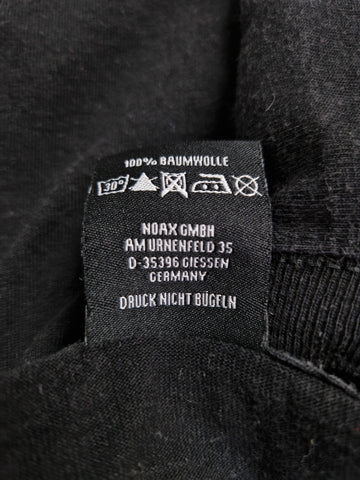 100% BAUMWOLLE
30°
NOAX GMBH
AM URNENFELD 35
D-35396 GIESSEN
GERMANY
DRUCK NICHT BÜGELN